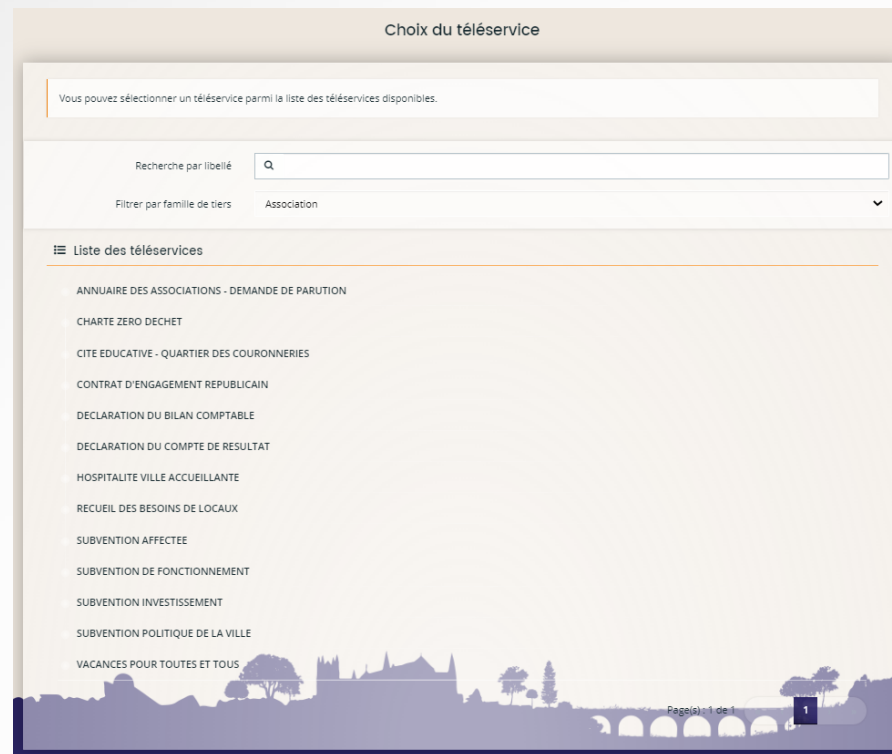 Choix du téléservice
Vous pouvez sélectionner un téléservice parmi la liste des téléservices disponibles.
Recherche par libellé
Filtrer par famille de tiers Association
Liste des téléservices
ANNUAIRE DES ASSOCIATIONS - DEMANDE DE PARUTION
CHARTE ZERO DECHET
CITE EDUCATIVE - QUARTIER DES COURONNERIES
CONTRAT D'ENGAGEMENT REPUBLICAIN
DECLARATION DU BILAN COMPTABLE
DECLARATION DU COMPTE DE RESULTAT
HOSPITALITE VILLE ACCUEILLANTE
RECUEIL DES BESOINS DE LOCAUX
SUBVENTION AFFECTEE
SUBVENTION DE FONCTIONNEMENT
SUBVENTION INVESTISSEMENT
SUBVENTION POLITIQUE DE LA VILLE
VACANCES POUR TOUTES ET TOUS
Page(s) : 1 de 1 1